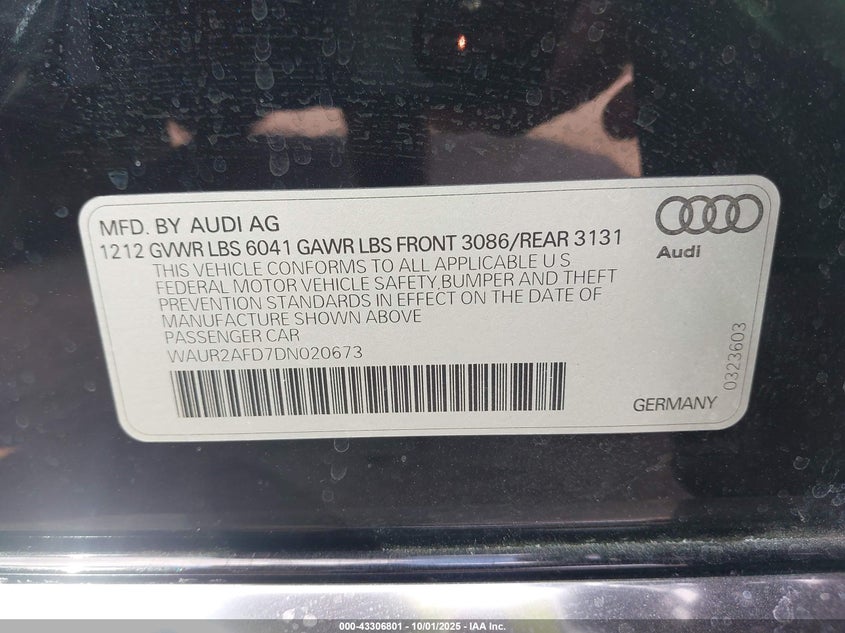 MFD. BY AUDI AG
1212 GVWR LBS 6041 GAWR LBS FRONT 3086/REAR 3131
THIS VEHICLE CONFORMS TO ALL APPLICABLE U S
FEDERAL MOTOR VEHICLE SAFETY,BUMPER AND THEFT
PREVENTION STANDARDS IN EFFECT ON THE DATE OF
MANUFACTURE SHOWN ABOVE
PASSENGER CAR
WAUR2AFD7DN020673
Audi
GERMANY
0323603
000-43306801 - 10/01/2025 - IAA Inc.